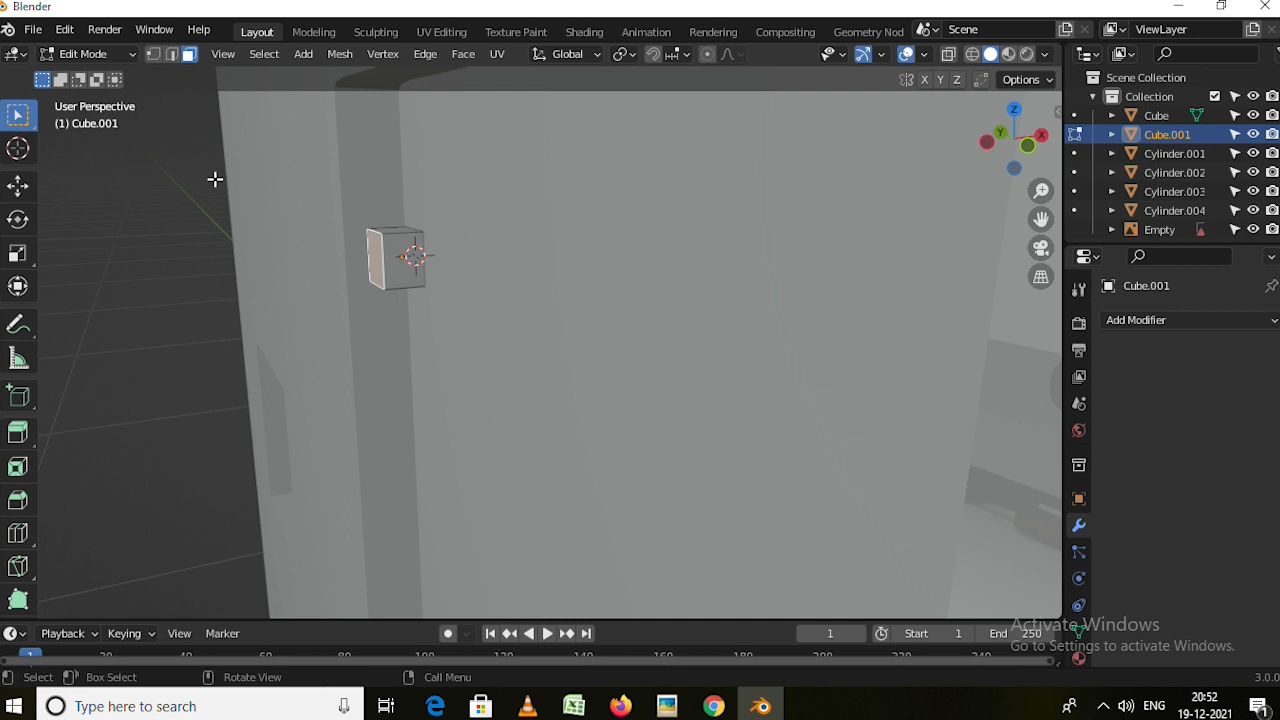 Blender
File Edit Render Window Help
Layout Modeling Sculpting UV Editing Texture Paint Shading Animation Rendering Compositing Geometry Nod
Scene
ViewLayer
Edit Mode
View Select Add Mesh Vertex Edge Face UV
Global
X Y Z
Options
User Perspective
(1) Cube.001
Z
Y
X
Scene Collection
Collection
Cube
Cube.001
Cylinder.001
Cylinder.002
Cylinder.003
Cylinder.004
Empty
Cube.001
Add Modifier
Activate Windows
Go to Settings to activate Windows.
Playback Keying View Marker
1
Start 1
End 250
1
Select Box Select Rotate View Call Menu
3.0.0
Type here to search
ENG
20:52
19-12-2021
1